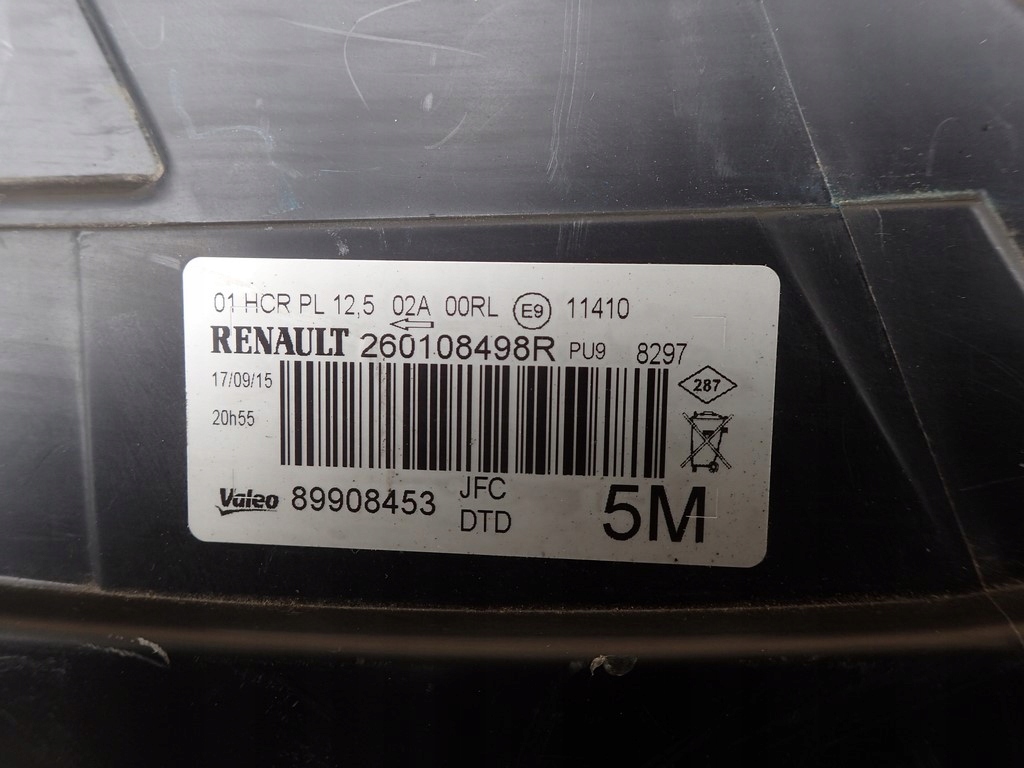 01 HCR PL 12,5 02A 00RL E9 11410
RENAULT 260108498R PU9 8297
17/09/15
287
20h55
Valeo 89908453 JFC
DTD
5M